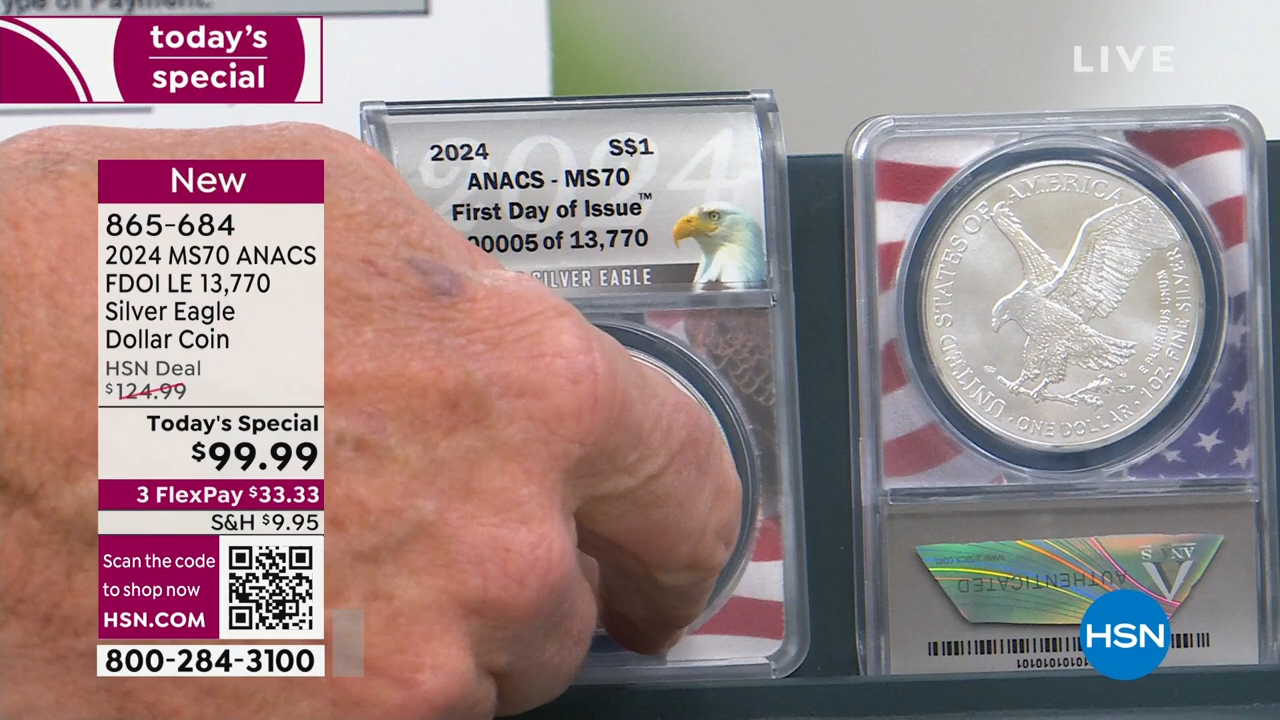 ype of Payment.
today's
special
LIVE
New
865-684
2024 MS70 ANACS
FDOI LE 13,770
Silver Eagle
Dollar Coin
HSN Deal
$124.99
Today's Special
$99.99
3 FlexPay $33.33
S&H $9.95
Scan the code
to shop now
HSN.COM
800-284-3100
2024 S$1
ANACS - MS70
First Day of Issue™
00005 of 13,770
SILVER EAGLE
UNITED STATES OF AMERICA
E PLURIBUS UNUM
1 OZ. FINE SILVER
ONE DOLLAR
AUTHENTICATED
HSN